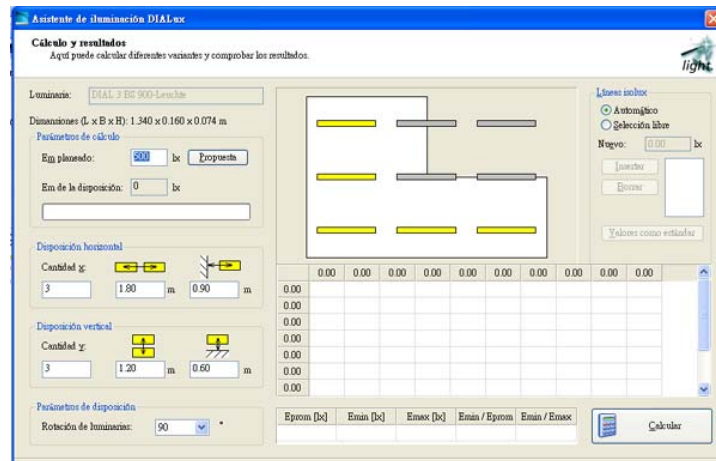 Asistente de iluminación DIALux
Cálculo y resultados
Aquí puede calcular diferentes variantes y comprobar los resultados.
light
Luminaria: DIAL 3 BS 900-Leuchte
Dimansiones (L x B x H): 1.340 x 0.160 x 0.074 m
Parámetros de cálculo
Em planeado: 500 lx Propuesta
Em de la disposición: 0 lx
Disposición horizontal
Cantidad x:
3 1.80 m 0.90 m
Disposición vertical
Cantidad y:
3 1.20 m 0.60 m
Parámetros de disposición
Rotación de luminarias: 90 °
Líneas isolux
Automático
Selección libre
Nuevo: 0.00 lx
Insertar
Borrar
Valores como estándar
0.00 0.00 0.00 0.00 0.00 0.00 0.00 0.00 0.00
0.00
0.00
0.00
0.00
0.00
0.00
0.00
Eprom [lx] Emin [lx] Emax [lx] Emin / Eprom Emin / Emax
Calcular